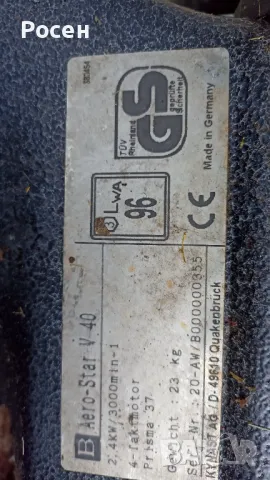 Росен
B Aero-Star V 40
2.4kW/3000min-1
4-Taktmotor
Prisma 37
Gewicht: 23 kg
Ser.Nr.:20-AW/B000000355
KYNAST AG · D-49610 Quakenbrück
LWA
96
CE
TÜV
Rheinland
GS
geprüfte
Sicherheit
Made in Germany